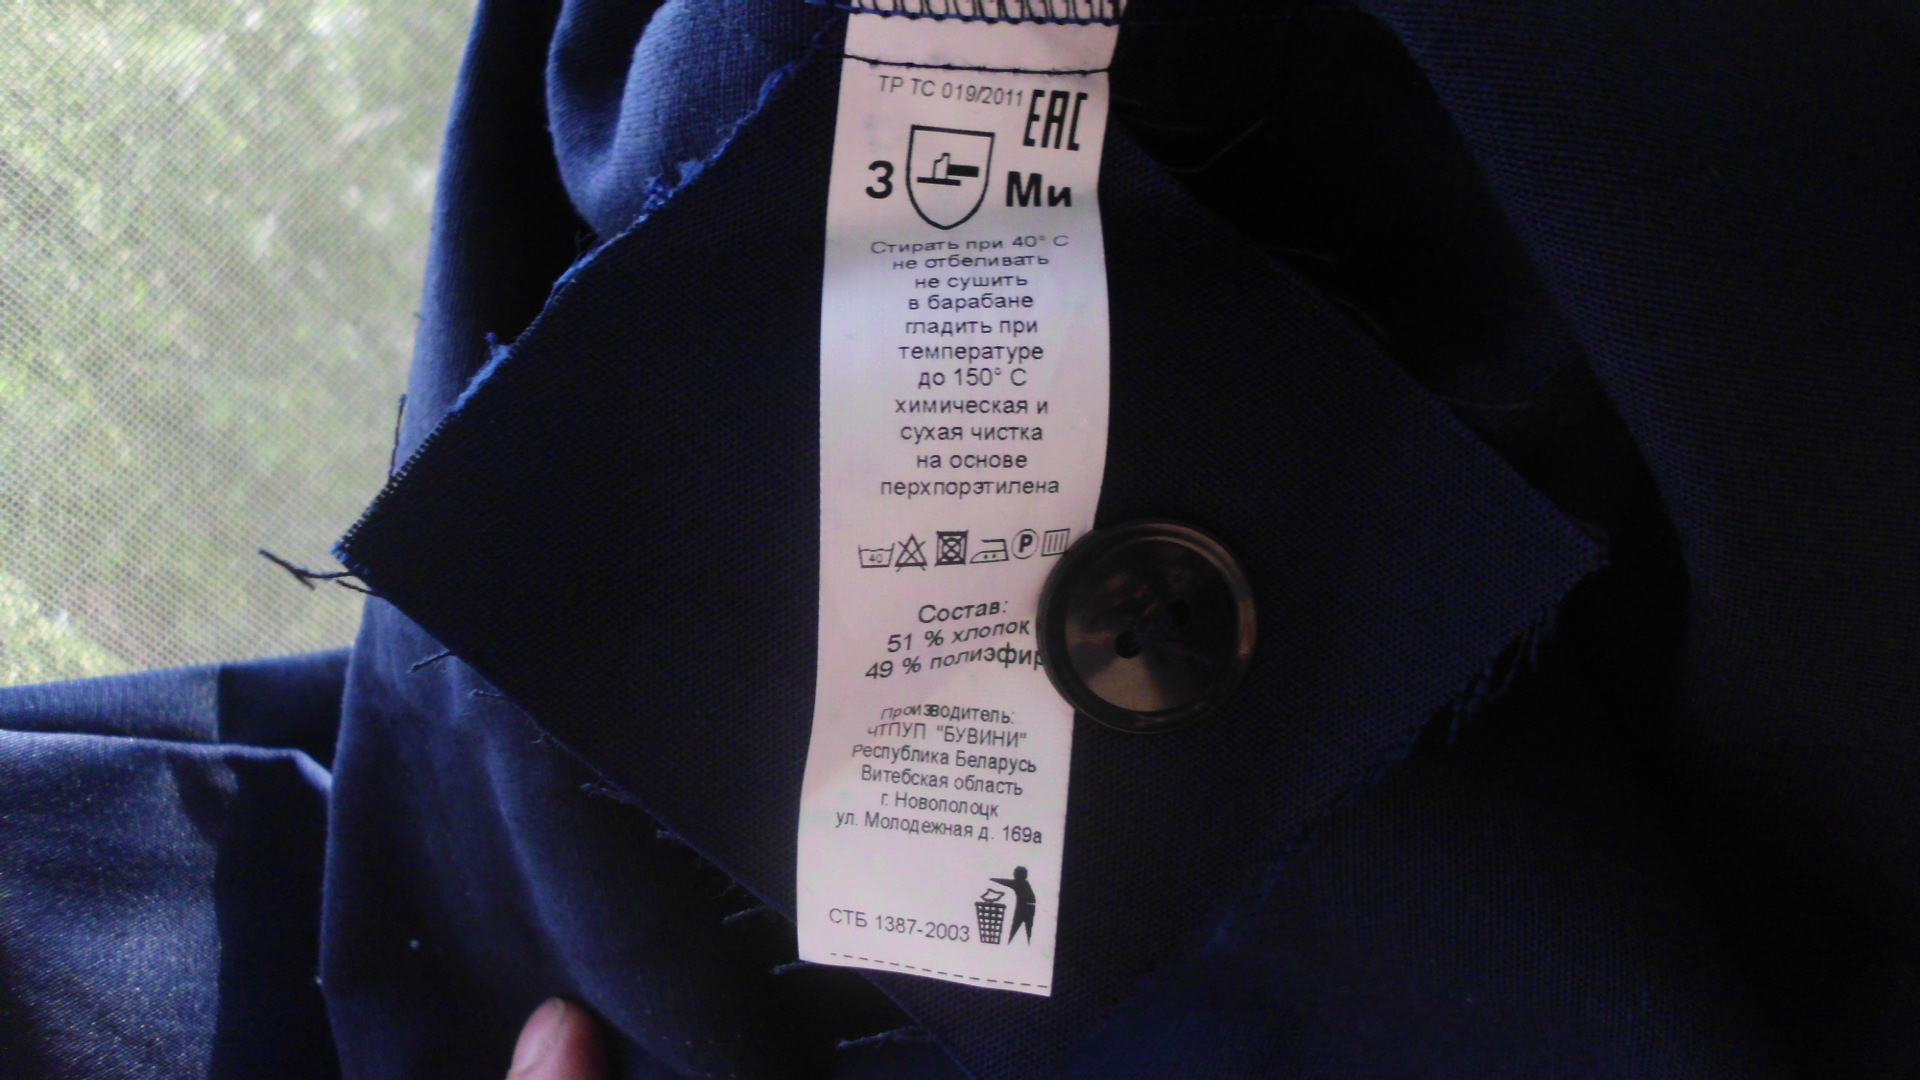 ТР ТС 019/2011
ЕАС
З Ми
Стирать при 40° С
не отбеливать
не сушить
в барабане
гладить при
температуре
до 150° С
химическая и
сухая чистка
на основе
перхпорэтилена
40 P
Состав:
51 % хлопок
49 % полиэфир
Производитель:
чтПУП "БУВИНИ"
Республика Беларусь
Витебская область
г. Новополоцк
ул. Молодежная д. 169а
СТБ 1387-2003